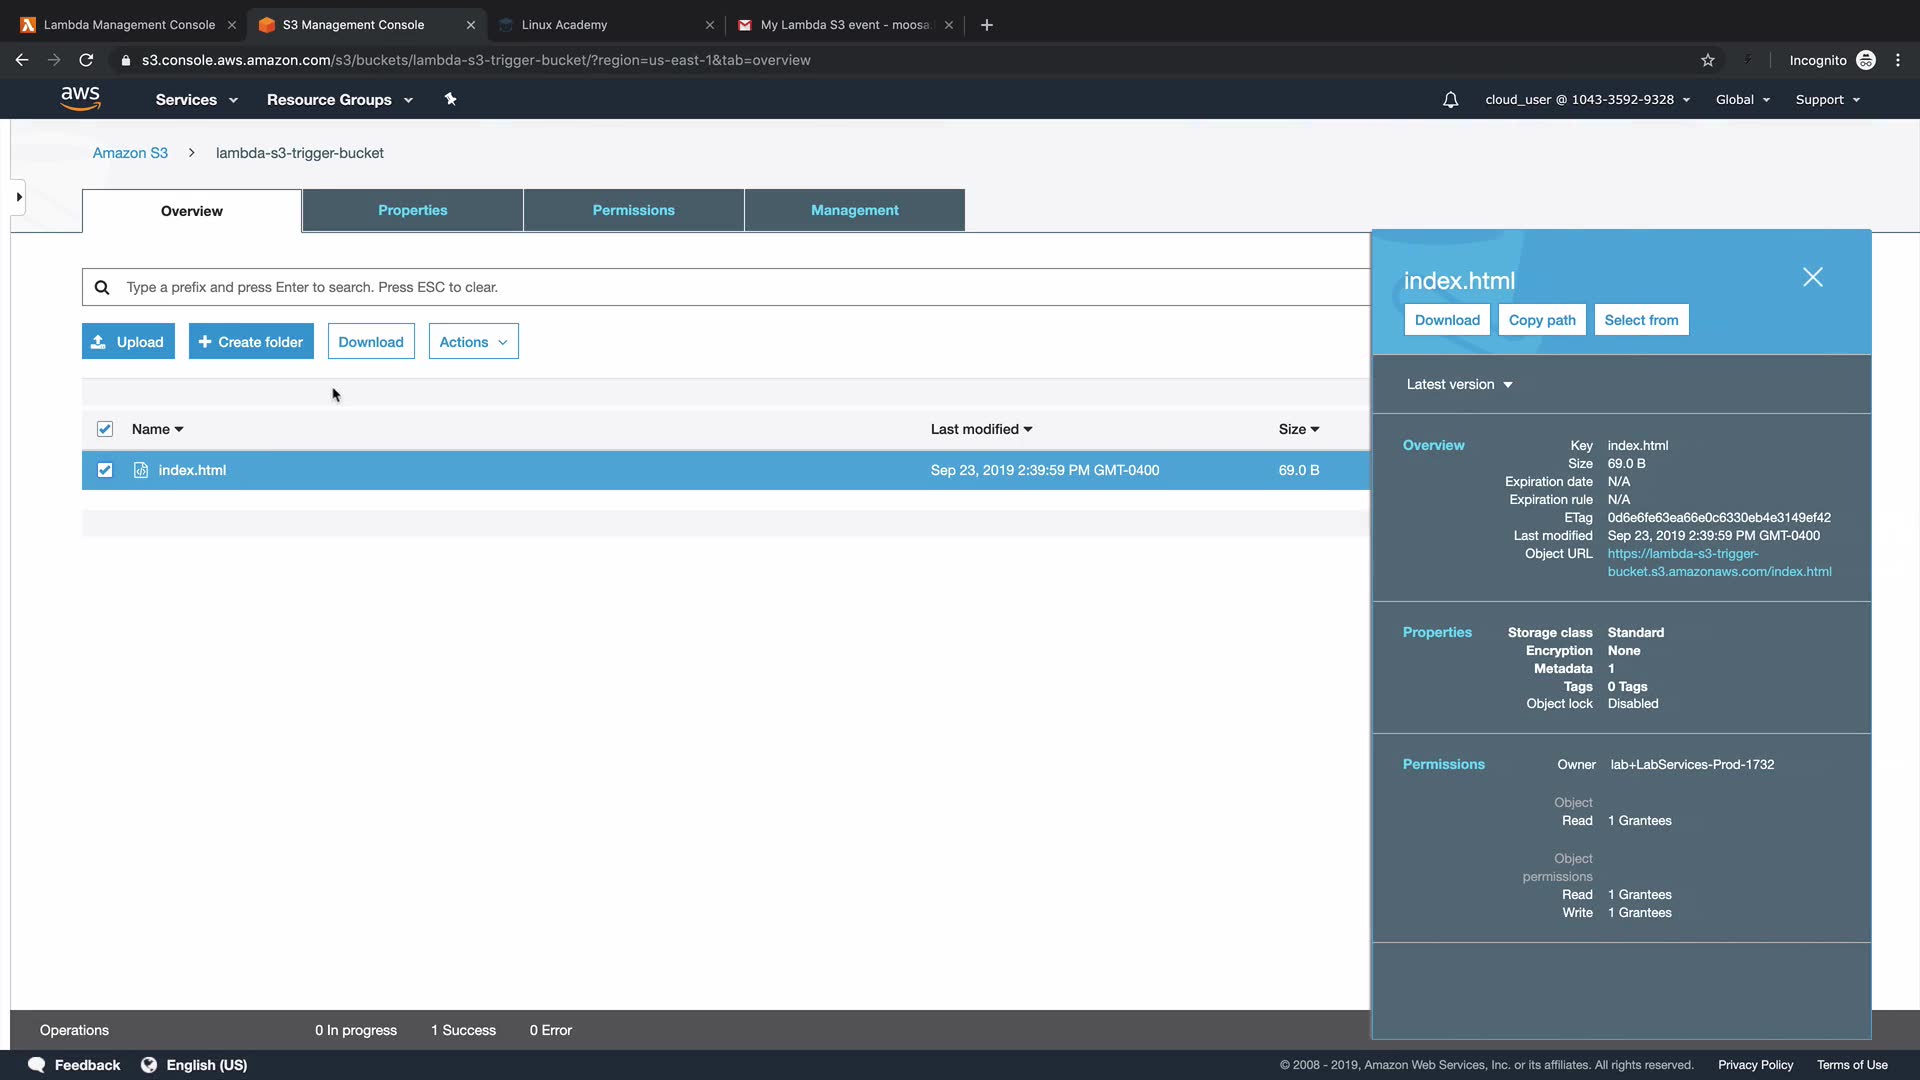 Lambda Management Console
S3 Management Console
Linux Academy
My Lambda S3 event - moosa.
s3.console.aws.amazon.com/s3/buckets/lambda-s3-trigger-bucket/?region=us-east-1&tab=overview
Incognito
aws
Services
Resource Groups
cloud_user @ 1043-3592-9328
Global
Support
Amazon S3 > lambda-s3-trigger-bucket
Overview
Properties
Permissions
Management
Type a prefix and press Enter to search. Press ESC to clear.
Upload
+ Create folder
Download
Actions
Name
Last modified
Size
index.html
Sep 23, 2019 2:39:59 PM GMT-0400
69.0 B
index.html
Download
Copy path
Select from
Latest version
Overview
Key index.html
Size 69.0 B
Expiration date N/A
Expiration rule N/A
ETag 0d6e6fe63ea66e0c6330eb4e3149ef42
Last modified Sep 23, 2019 2:39:59 PM GMT-0400
Object URL https://lambda-s3-trigger-
bucket.s3.amazonaws.com/index.html
Properties
Storage class Standard
Encryption None
Metadata 1
Tags 0 Tags
Object lock Disabled
Permissions
Owner lab+LabServices-Prod-1732
Object
Read 1 Grantees
Object
permissions
Read 1 Grantees
Write 1 Grantees
Operations
0 In progress
1 Success
0 Error
Feedback
English (US)
© 2008 - 2019, Amazon Web Services, Inc. or its affiliates. All rights reserved.
Privacy Policy
Terms of Use